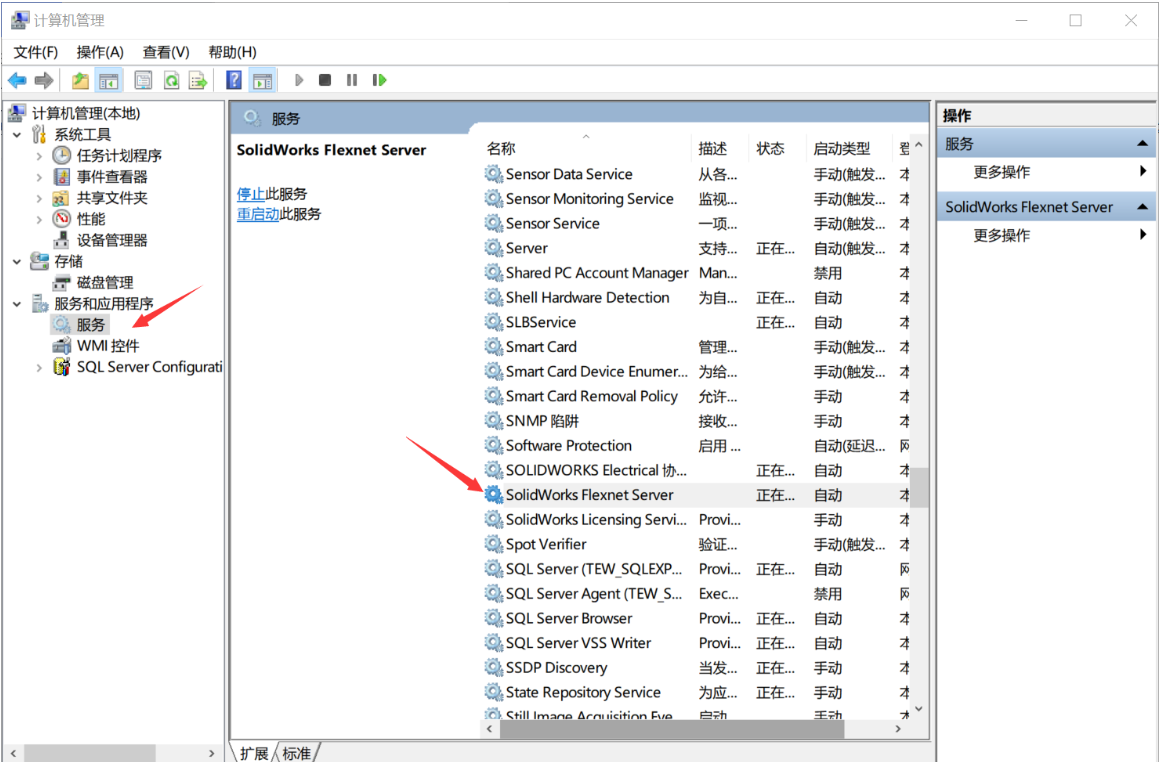 计算机管理
文件(F) 操作(A) 查看(V) 帮助(H)
计算机管理(本地)
系统工具
任务计划程序
事件查看器
共享文件夹
性能
设备管理器
存储
磁盘管理
服务和应用程序
服务
WMI 控件
SQL Server Configurati
服务
SolidWorks Flexnet Server
停止此服务
重启动此服务
名称 描述 状态 启动类型
Sensor Data Service 从各... 手动(触发... 本
Sensor Monitoring Service 监视... 手动(触发... 本
Sensor Service 一项... 手动(触发... 本
Server 支持... 正在... 自动(触发... 本
Shared PC Account Manager Man... 禁用 本
Shell Hardware Detection 为自... 正在... 自动 本
SLBService 正在... 自动 本
Smart Card 管理... 手动(触发... 本
Smart Card Device Enumer... 为给... 手动(触发... 本
Smart Card Removal Policy 允许... 手动 本
SNMP 陷阱 接收... 手动 本
Software Protection 启用 ... 自动(延迟... 网
SOLIDWORKS Electrical 协... 正在... 自动 本
SolidWorks Flexnet Server 正在... 自动 本
SolidWorks Licensing Servi... Provi... 手动 本
Spot Verifier 验证... 手动(触发... 本
SQL Server (TEW_SQLEXP... Provi... 正在... 自动 网
SQL Server Agent (TEW_S... Exec... 禁用 网
SQL Server Browser Provi... 正在... 自动 本
SQL Server VSS Writer Provi... 正在... 自动 本
SSDP Discovery 当发... 正在... 手动 本
State Repository Service 为应... 正在... 手动 本
Still Image Acquisition Eve 启动 手动
扩展 标准
操作
服务
更多操作
SolidWorks Flexnet Server
更多操作